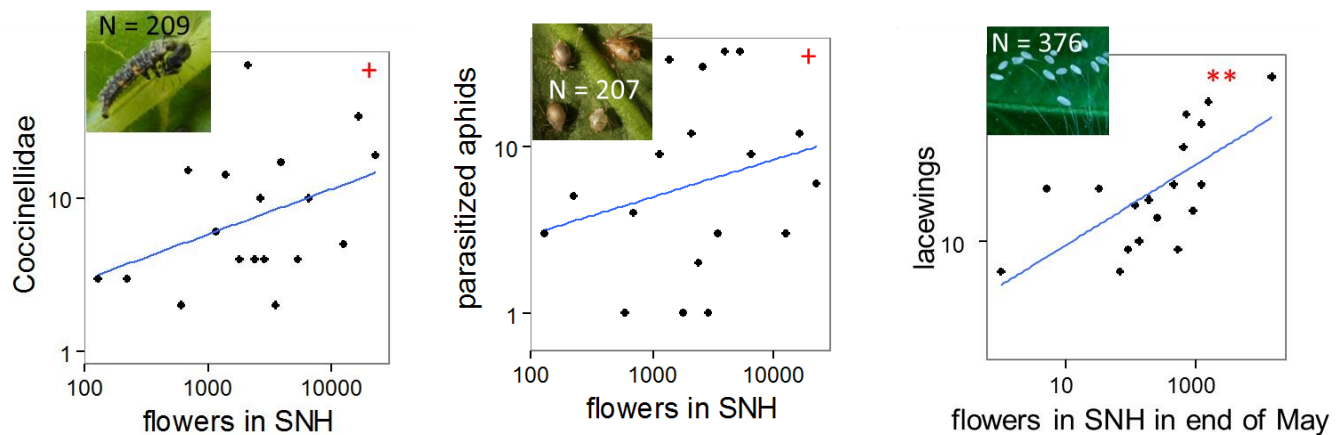 N = 209
+
Coccinellidae
10
1
100
1000
10000
flowers in SNH
N = 207
+
parasitized aphids
10
1
100
1000
10000
flowers in SNH
N = 376
**
lacewings
10
10
1000
flowers in SNH in end of May